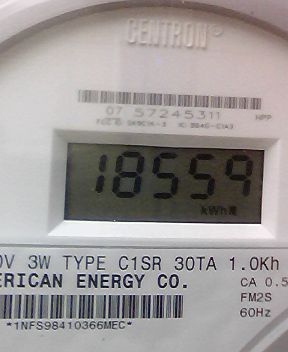 CENTRON®
07 57245311 HPP
18559
kWh
0V 3W TYPE C1SR 30TA 1.0Kh
ERICAN ENERGY CO.
CA 0.5
FM2S
60Hz
*1NFS98410366MEC*